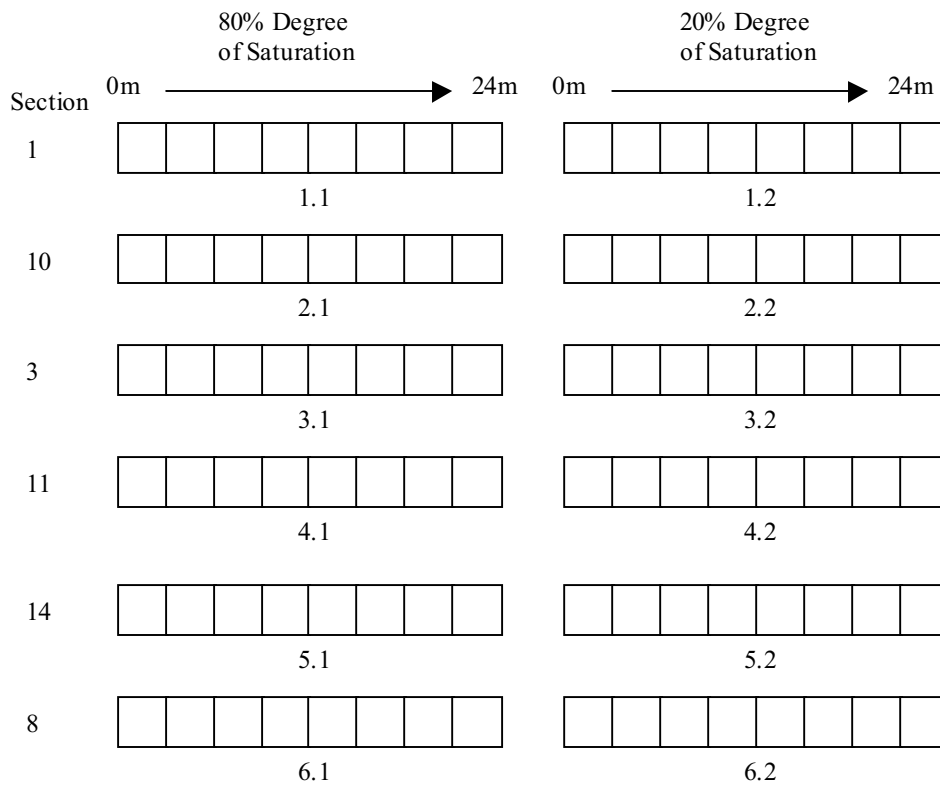 80% Degree
of Saturation
20% Degree
of Saturation
0m 24m 0m 24m
Section
1
1.1 1.2
10
2.1 2.2
3
3.1 3.2
11
4.1 4.2
14
5.1 5.2
8
6.1 6.2